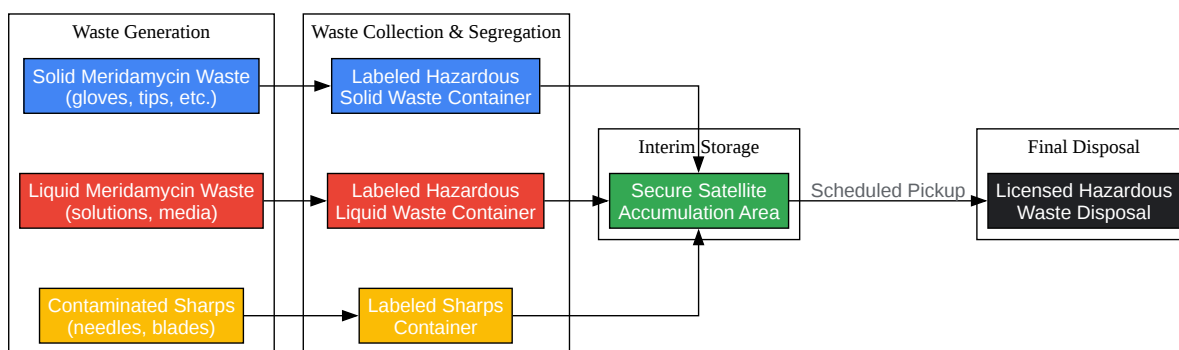 Waste Generation
Solid Meridamycin Waste
(gloves, tips, etc.)
Liquid Meridamycin Waste
(solutions, media)
Contaminated Sharps
(needles, blades)
Waste Collection & Segregation
Labeled Hazardous
Solid Waste Container
Labeled Hazardous
Liquid Waste Container
Labeled Sharps
Container
Interim Storage
Secure Satellite
Accumulation Area
Scheduled Pickup
Final Disposal
Licensed Hazardous
Waste Disposal